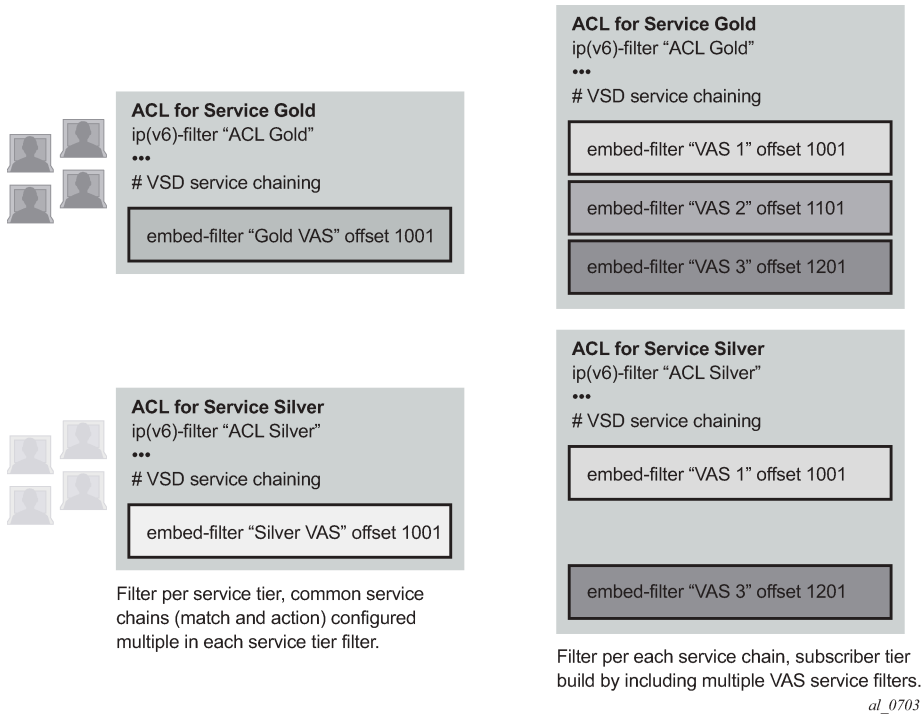 ACL for Service Gold
ip(v6)-filter “ACL Gold”
•••
# VSD service chaining
embed-filter “Gold VAS” offset 1001
ACL for Service Silver
ip(v6)-filter “ACL Silver”
•••
# VSD service chaining
embed-filter “Silver VAS” offset 1001
Filter per service tier, common service
chains (match and action) configured
multiple in each service tier filter.
ACL for Service Gold
ip(v6)-filter “ACL Gold”
•••
# VSD service chaining
embed-filter “VAS 1” offset 1001
embed-filter “VAS 2” offset 1101
embed-filter “VAS 3” offset 1201
ACL for Service Silver
ip(v6)-filter “ACL Silver”
•••
# VSD service chaining
embed-filter “VAS 1” offset 1001
embed-filter “VAS 3” offset 1201
Filter per each service chain, subscriber tier
build by including multiple VAS service filters.
al_0703